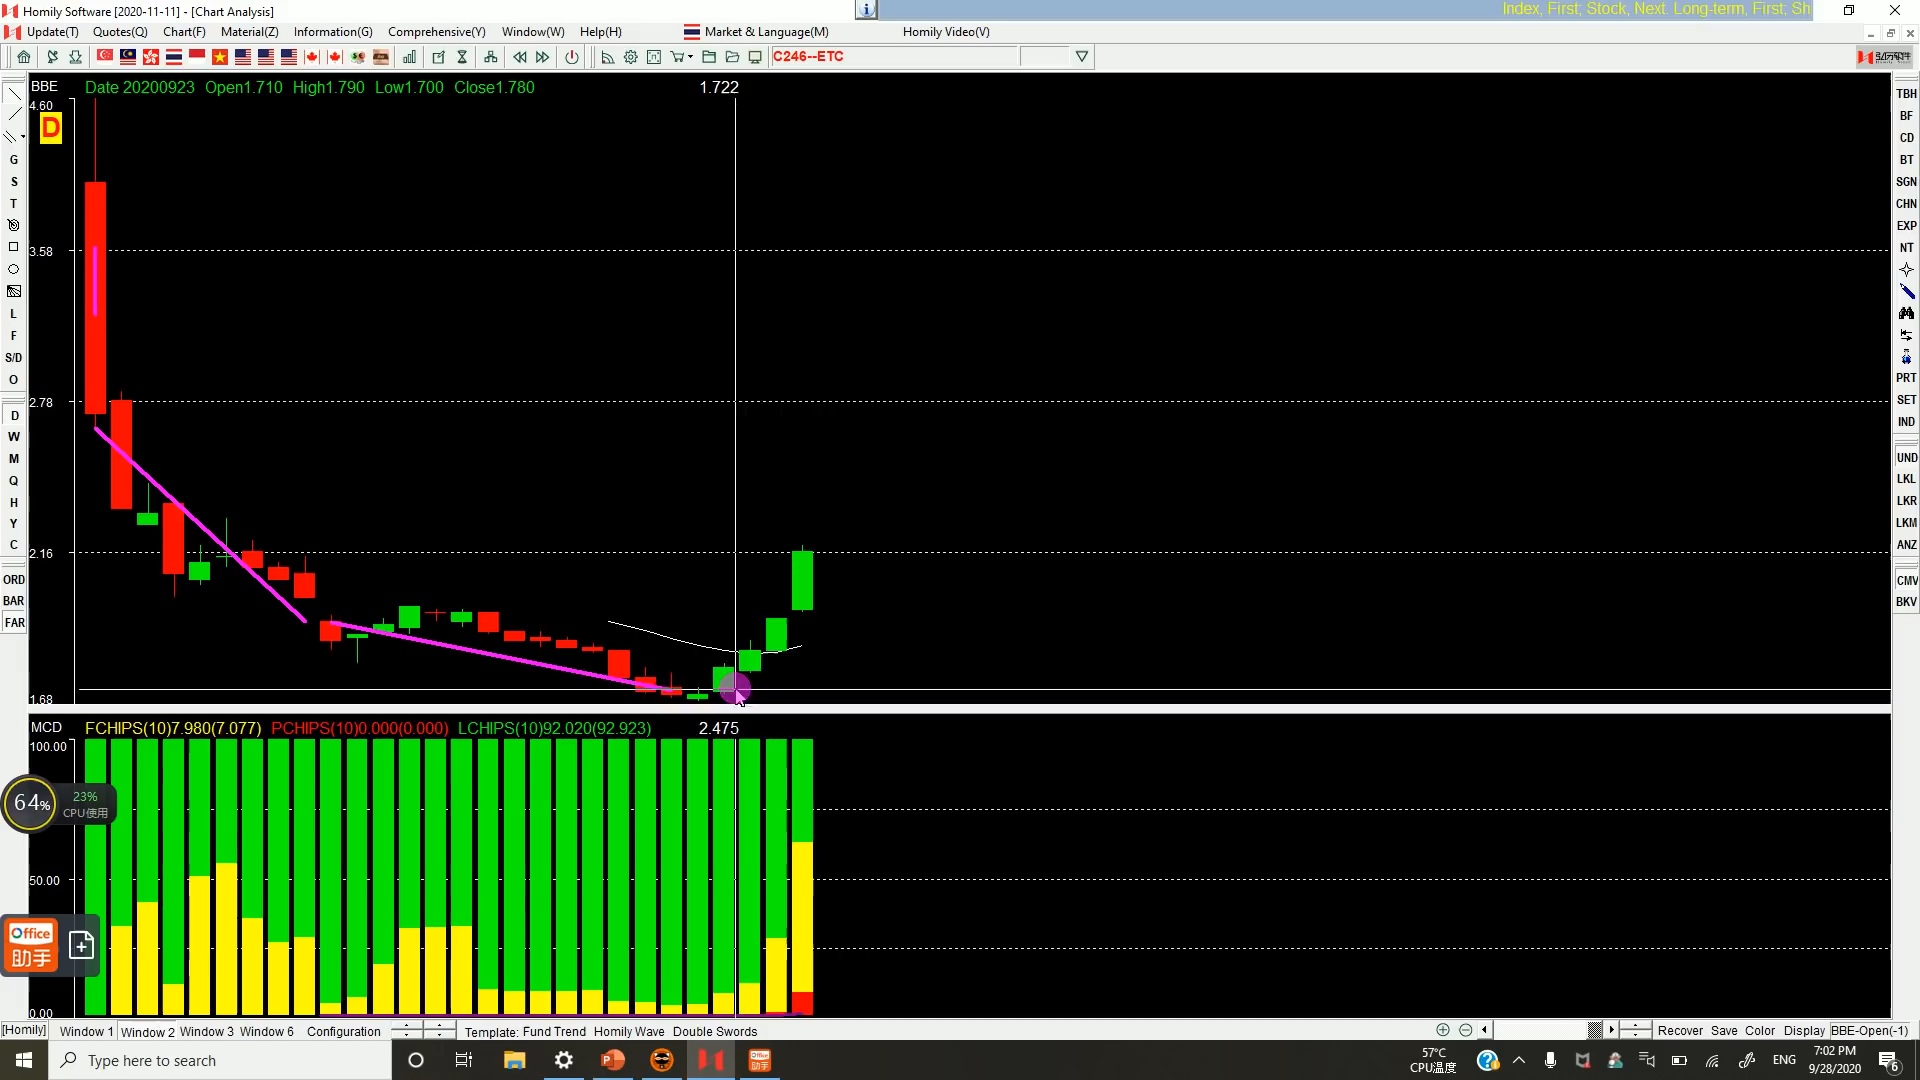 Homily Software [2020-11-11] - [Chart Analysis]
Index, First; Stock, Next. Long-term, First; Sh
Update(T) Quotes(Q) Chart(F) Material(Z) Information(G) Comprehensive(Y) Window(W) Help(H) Market & Language(M) Homily Video(V)
C246--ETC
BBE Date 20200923 Open1.710 High1.790 Low1.700 Close1.780 1.722
4.60
D
3.58
2.78
2.16
1.68
G
S
T
L
F
S/D
O
D
W
M
Q
H
Y
C
ORD
BAR
FAR
TBH
BF
CD
BT
SGN
CHN
EXP
NT
PRT
SET
IND
UND
LKL
LKR
LKM
ANZ
CMV
BKV
MCD FCHIPS(10)7.980(7.077) PCHIPS(10)0.000(0.000) LCHIPS(10)92.020(92.923) 2.475
100.00
64% 23%
CPU使用
50.00
Office
助手
0.00
[Homily] Window 1 Window 2 Window 3 Window 6 Configuration Template: Fund Trend Homily Wave Double Swords Recover Save Color Display BBE-Open(-1)
Type here to search
Office
助手
57°C
CPU温度
ENG
7:02 PM
9/28/2020
6